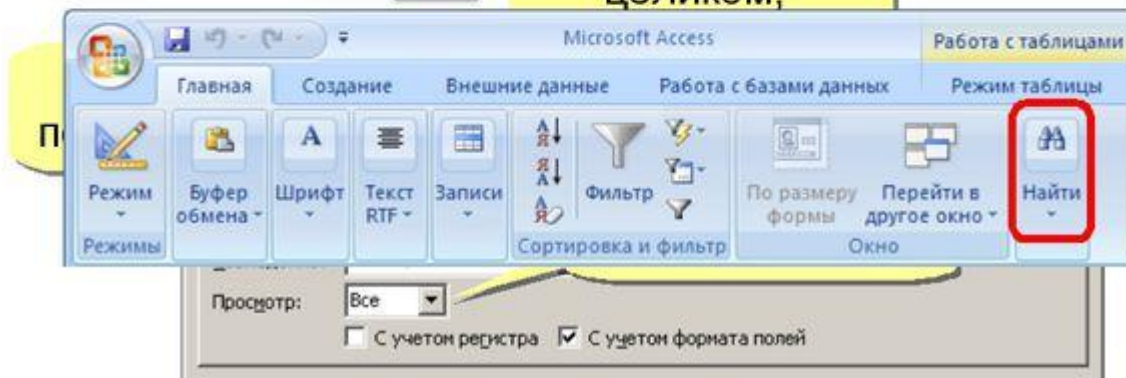 целиком,
Microsoft Access
Работа с таблицами
Главная
Создание
Внешние данные
Работа с базами данных
Режим таблицы
Режим
Буфер обмена
Шрифт
Текст RTF
Записи
Фильтр
По размеру формы
Перейти в другое окно
Найти
Режимы
Сортировка и фильтр
Окно
Просмотр:
Все
С учетом регистра
С учетом формата полей